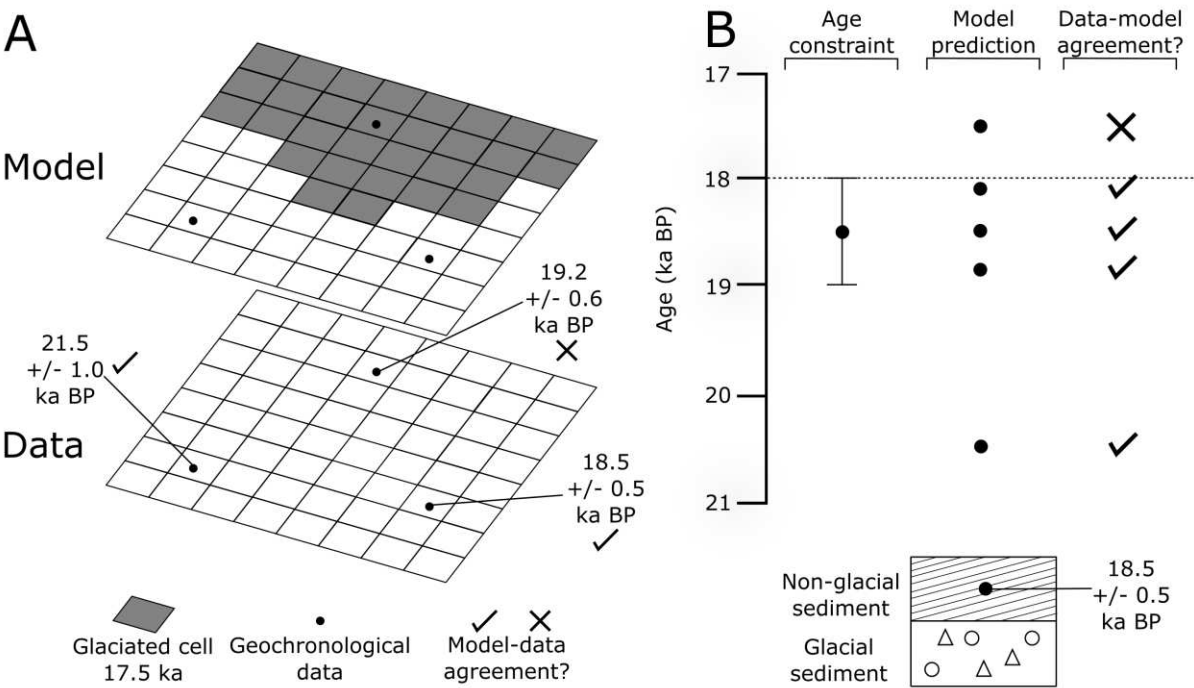 A
Model
19.2
+/- 0.6
ka BP
21.5
+/- 1.0
ka BP
Data
18.5
+/- 0.5
ka BP
Glaciated cell
17.5 ka
Geochronological
data
Model-data
agreement?
B
Age
constraint
Model
prediction
Data-model
agreement?
17
18
19
20
21
Age (ka BP)
Non-glacial
sediment
18.5
+/- 0.5
ka BP
Glacial
sediment